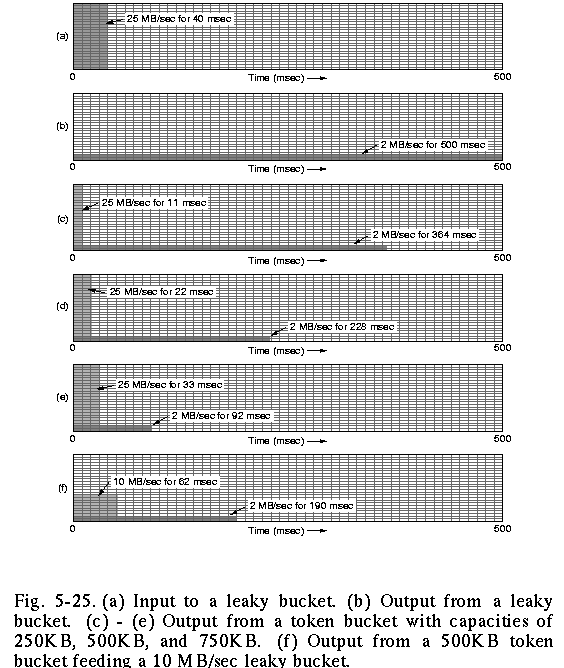 (a)
25 MB/sec for 40 msec
0
Time (msec)
500
(b)
2 MB/sec for 500 msec
0
Time (msec)
500
(c)
25 MB/sec for 11 msec
2 MB/sec for 364 msec
0
Time (msec)
500
(d)
25 MB/sec for 22 msec
2 MB/sec for 228 msec
0
Time (msec)
500
(e)
25 MB/sec for 33 msec
2 MB/sec for 92 msec
0
Time (msec)
500
(f)
10 MB/sec for 62 msec
2 MB/sec for 190 msec
0
Time (msec)
500
Fig. 5-25. (a) Input to a leaky bucket. (b) Output from a leaky
bucket. (c) - (e) Output from a token bucket with capacities of
250KB, 500KB, and 750KB. (f) Output from a 500KB token
bucket feeding a 10 MB/sec leaky bucket.